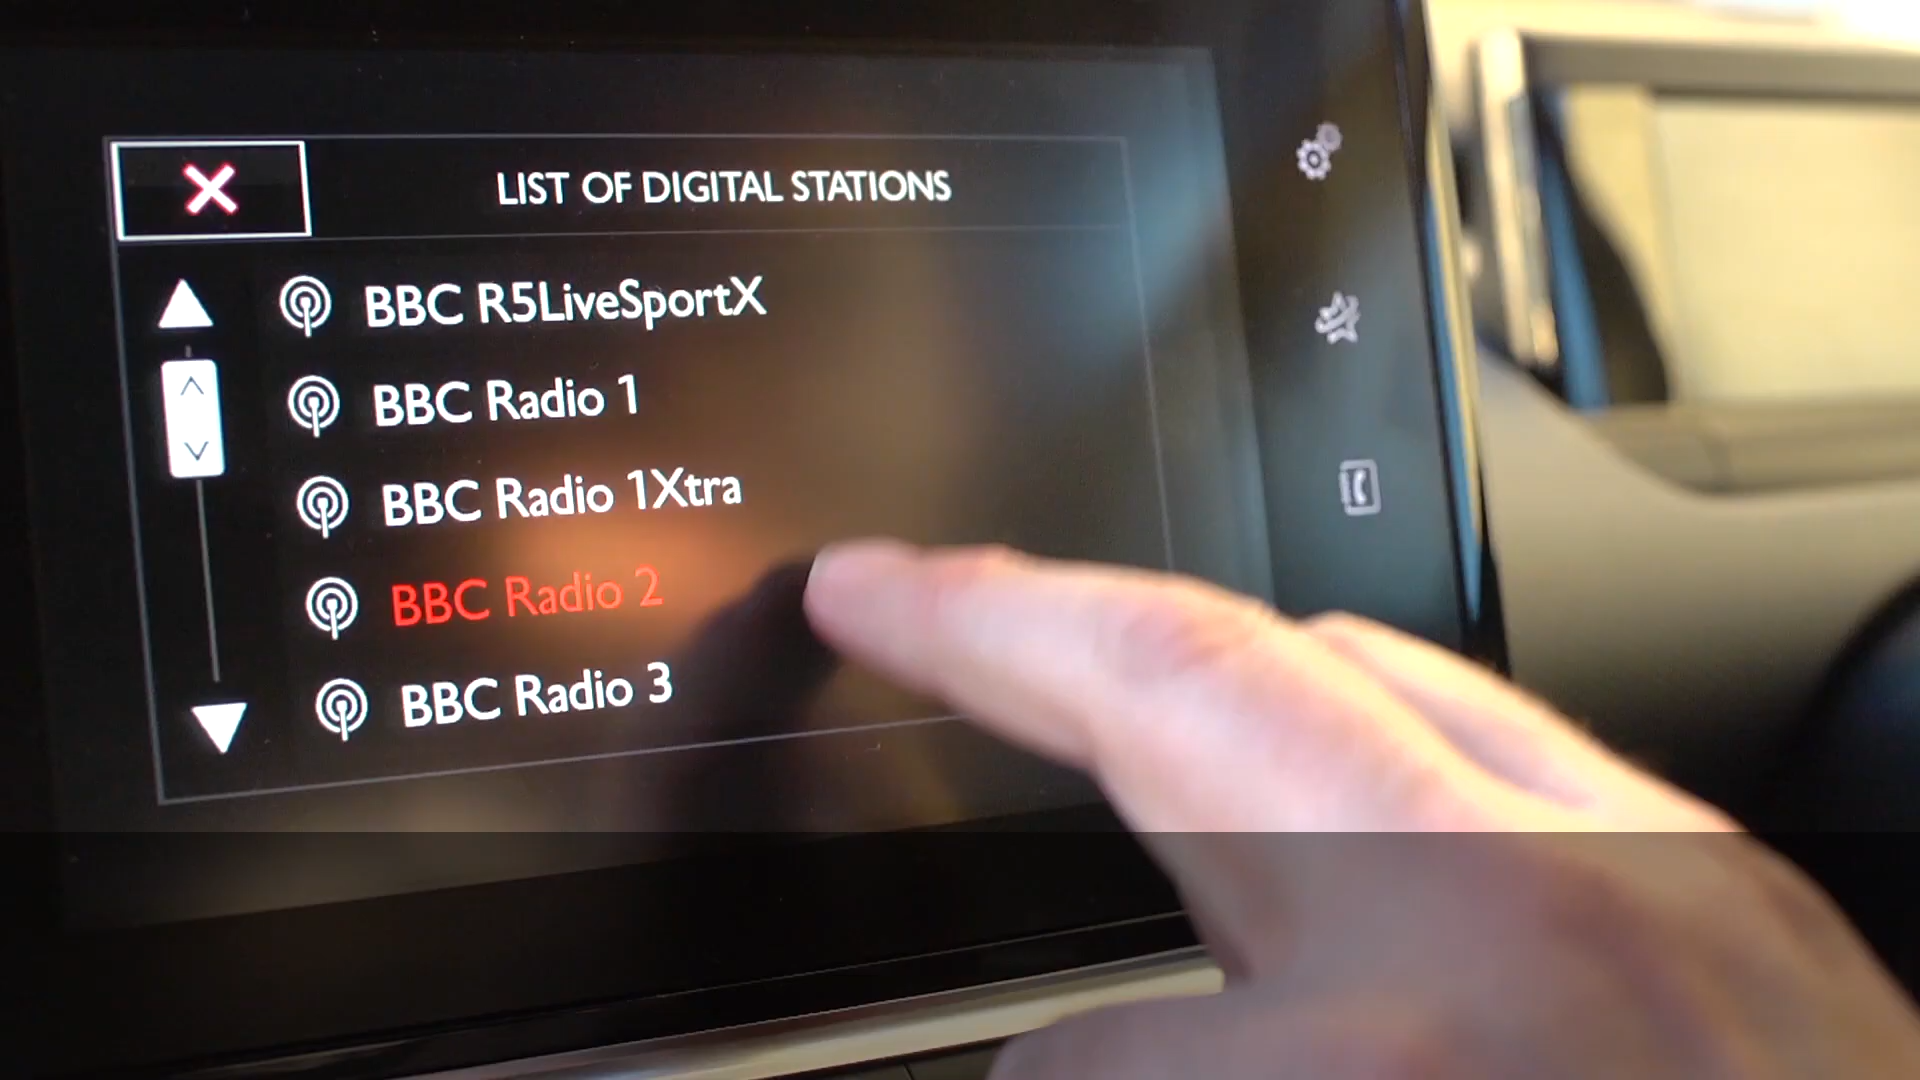 LIST OF DIGITAL STATIONS
BBC R5LiveSportX
BBC Radio 1
BBC Radio 1Xtra
BBC Radio 2
BBC Radio 3